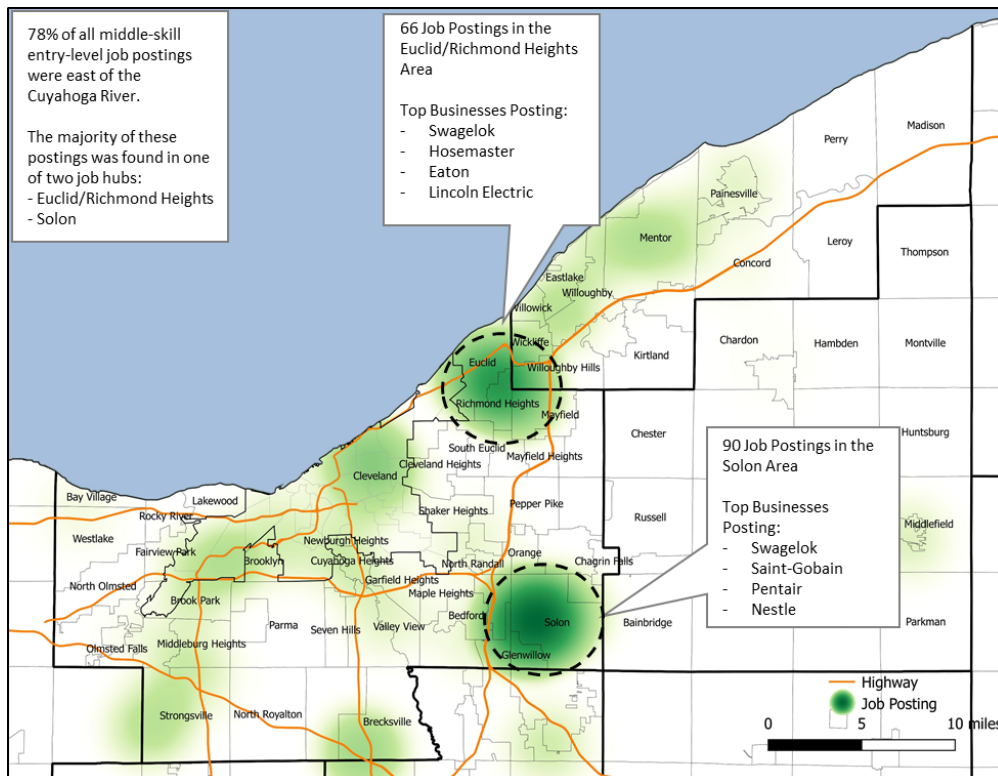 78% of all middle-skill
entry-level job postings
were east of the
Cuyahoga River.
The majority of these
postings was found in one
of two job hubs:
- Euclid/Richmond Heights
- Solon
66 Job Postings in the
Euclid/Richmond Heights
Area
Top Businesses Posting:
- Swagelok
- Hosemaster
- Eaton
- Lincoln Electric
Madison
Perry
Painesville
Mentor
Leroy
Thompson
Concord
Eastlake
Willoughby
Willowick
Wickliffe
Chardon
Hambden
Montville
Kirtland
Euclid
Willoughby Hills
Richmond Heights
Mayfield
Chester
Huntsburg
South Euclid
Mayfield Heights
Cleveland Heights
Cleveland
90 Job Postings in the
Solon Area
Top Businesses
Posting:
- Swagelok
- Saint-Gobain
- Pentair
- Nestle
Bay Village
Lakewood
Rocky River
Shaker Heights
Pepper Pike
Russell
Middlefield
Westlake
Fairview Park
Newburgh Heights
Brooklyn
Cuyahoga Heights
North Randall
Orange
Chagrin Falls
North Olmsted
Garfield Heights
Maple Heights
Brook Park
Bedford
Solon
Bainbridge
Parkman
Parma
Seven Hills
Valley View
Middleburg Heights
Olmsted Falls
Glenwillow
Strongsville
North Royalton
Brecksville
Highway
Job Posting
0 5 10 miles